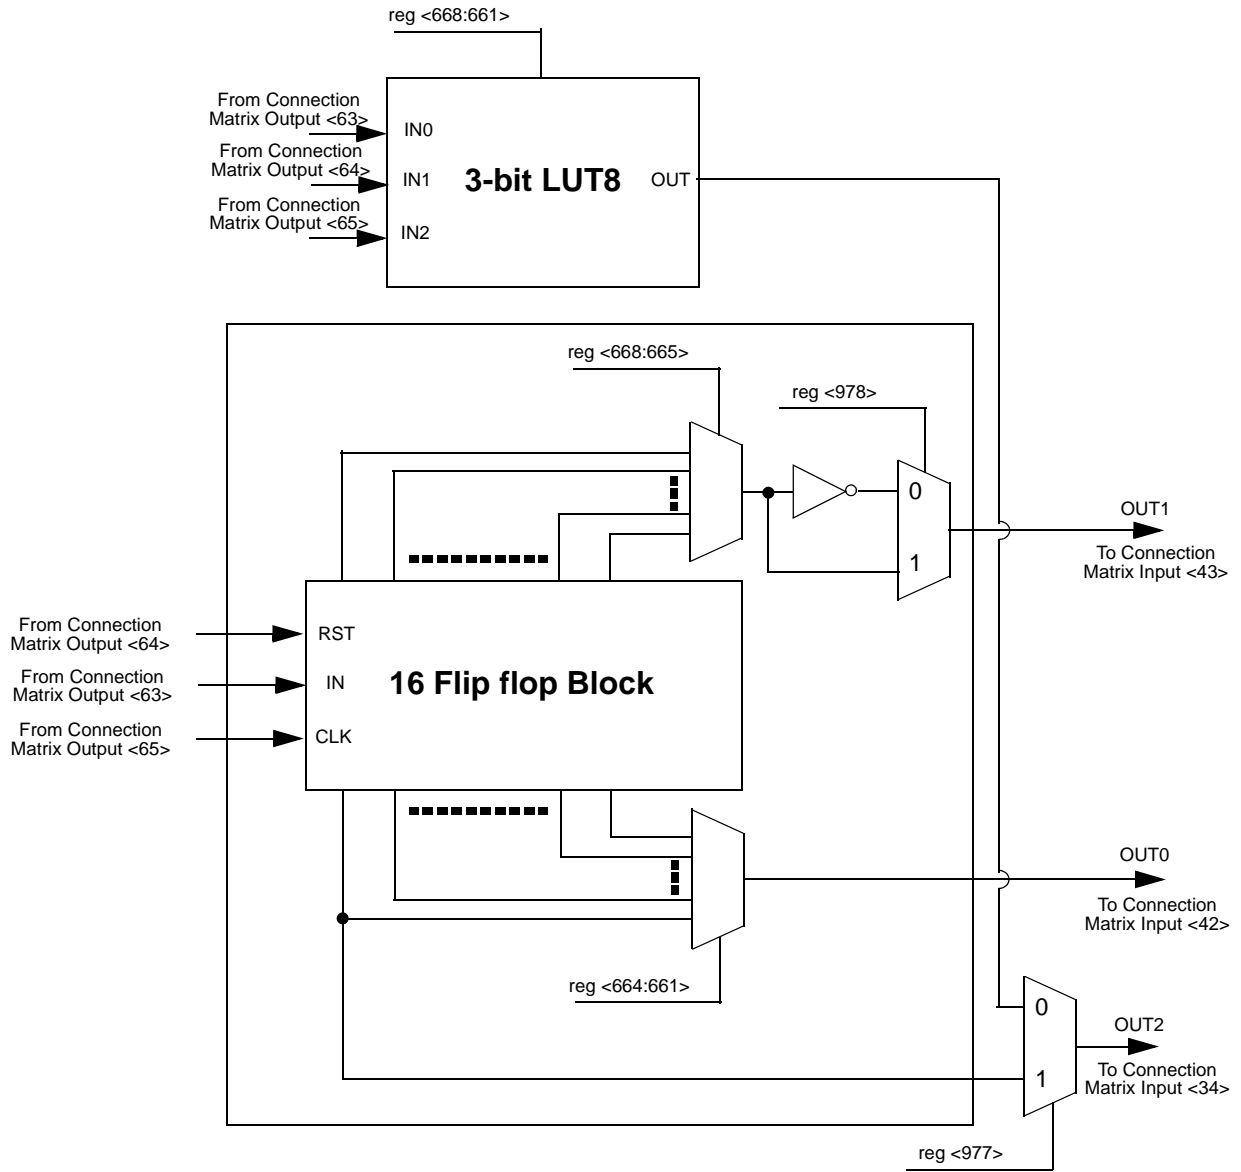 reg <668:661>
From Connection
Matrix Output <63>
IN0
From Connection
Matrix Output <64>
IN1
3-bit LUT8
OUT
From Connection
Matrix Output <65>
IN2
reg <668:665>
reg <978>
0
1
OUT1
To Connection
Matrix Input <43>
From Connection
Matrix Output <64>
RST
From Connection
Matrix Output <63>
IN
16 Flip flop Block
From Connection
Matrix Output <65>
CLK
OUT0
To Connection
Matrix Input <42>
reg <664:661>
0
1
OUT2
To Connection
Matrix Input <34>
reg <977>